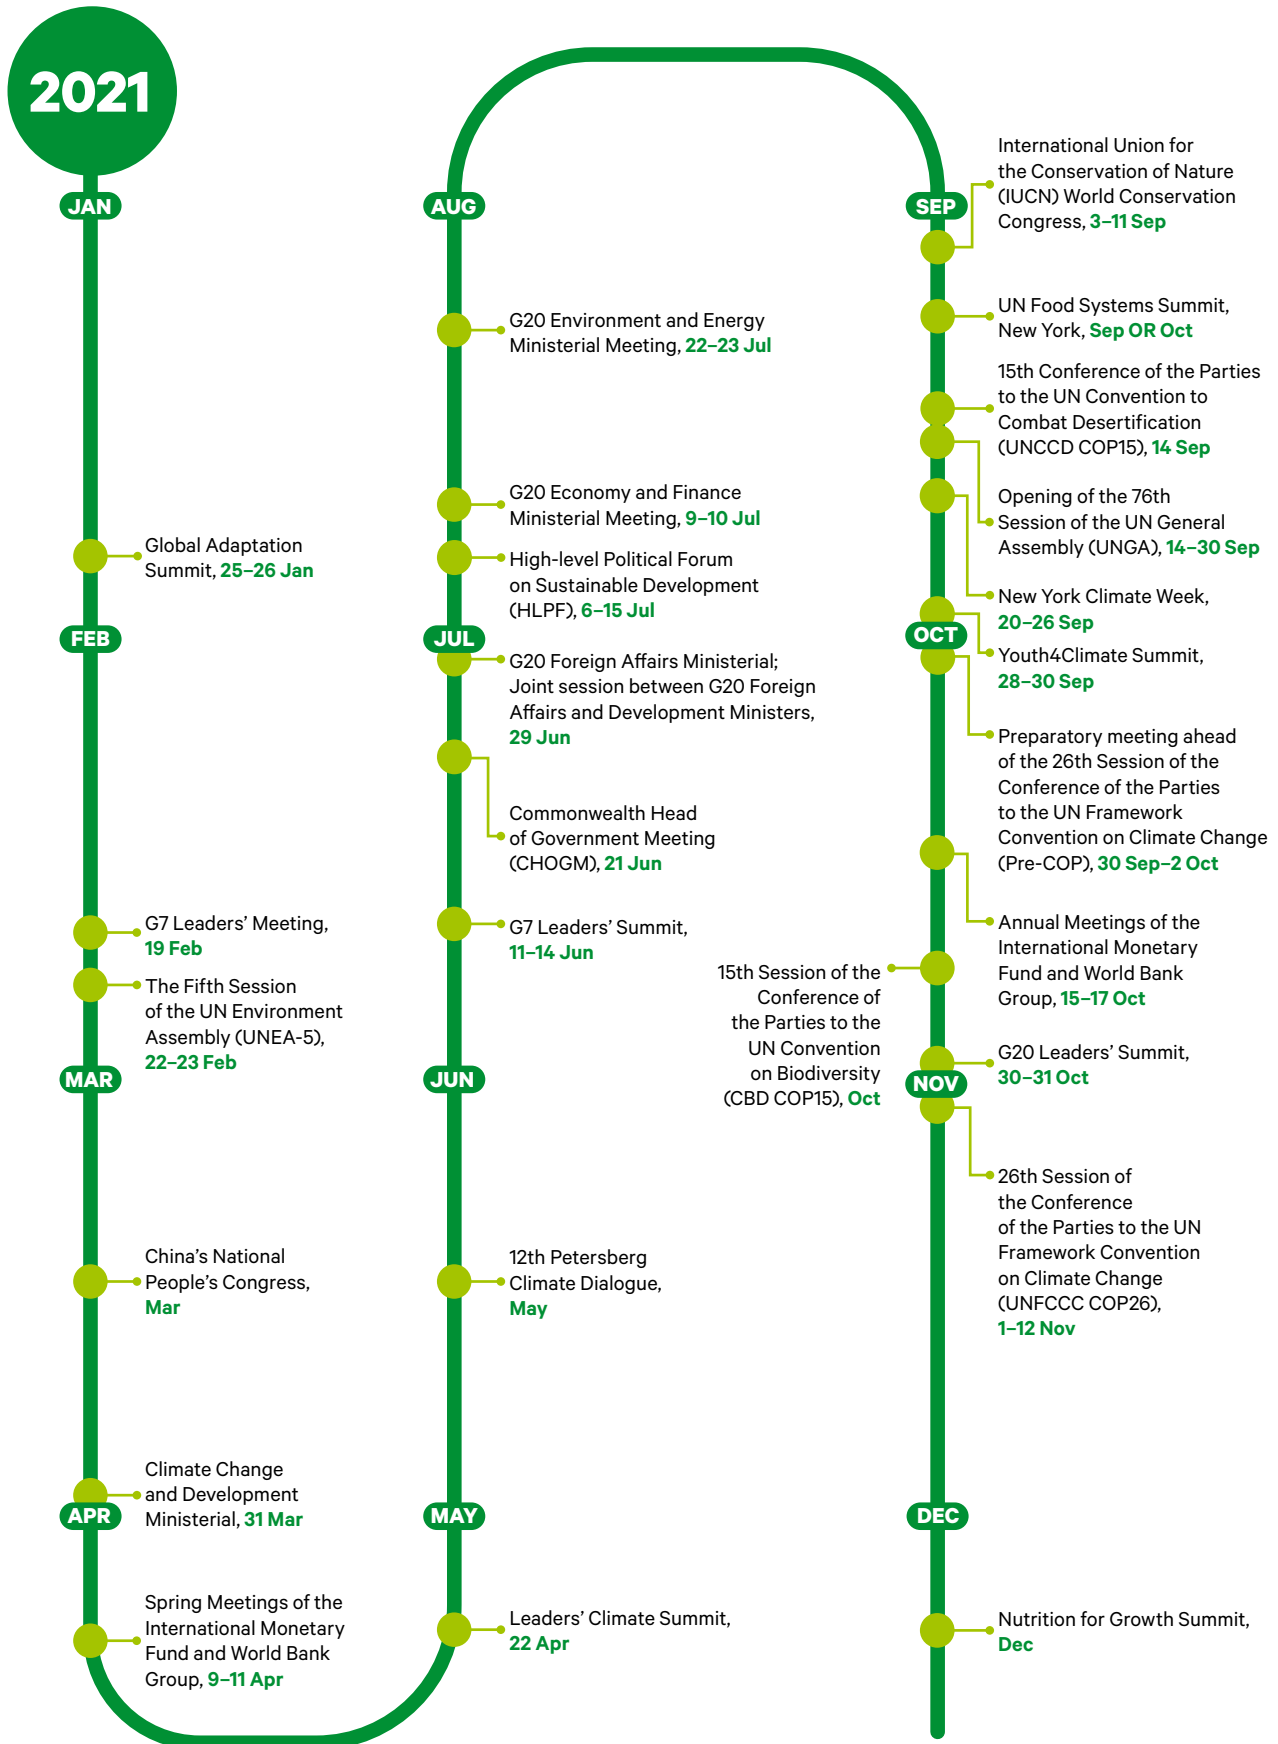 2021
JAN
Global Adaptation
Summit, 25–26 Jan
FEB
G7 Leaders’ Meeting,
19 Feb
The Fifth Session
of the UN Environment
Assembly (UNEA-5),
22–23 Feb
MAR
China’s National
People’s Congress,
Mar
Climate Change
and Development
Ministerial, 31 Mar
APR
Spring Meetings of the
International Monetary
Fund and World Bank
Group, 9–11 Apr
AUG
G20 Environment and Energy
Ministerial Meeting, 22–23 Jul
G20 Economy and Finance
Ministerial Meeting, 9–10 Jul
High-level Political Forum
on Sustainable Development
(HLPF), 6–15 Jul
JUL
G20 Foreign Affairs Ministerial;
Joint session between G20 Foreign
Affairs and Development Ministers,
29 Jun
Commonwealth Head
of Government Meeting
(CHOGM), 21 Jun
G7 Leaders’ Summit,
11–14 Jun
JUN
12th Petersberg
Climate Dialogue,
May
MAY
Leaders’ Climate Summit,
22 Apr
SEP
International Union for
the Conservation of Nature
(IUCN) World Conservation
Congress, 3–11 Sep
UN Food Systems Summit,
New York, Sep OR Oct
15th Conference of the Parties
to the UN Convention to
Combat Desertification
(UNCCD COP15), 14 Sep
Opening of the 76th
Session of the UN General
Assembly (UNGA), 14–30 Sep
New York Climate Week,
20–26 Sep
OCT
Youth4Climate Summit,
28–30 Sep
Preparatory meeting ahead
of the 26th Session of the
Conference of the Parties
to the UN Framework
Convention on Climate Change
(Pre-COP), 30 Sep–2 Oct
Annual Meetings of the
International Monetary
Fund and World Bank
Group, 15–17 Oct
15th Session of the
Conference of
the Parties to the
UN Convention
on Biodiversity
(CBD COP15), Oct
G20 Leaders’ Summit,
30–31 Oct
NOV
26th Session of
the Conference
of the Parties to the UN
Framework Convention
on Climate Change
(UNFCCC COP26),
1–12 Nov
DEC
Nutrition for Growth Summit,
Dec